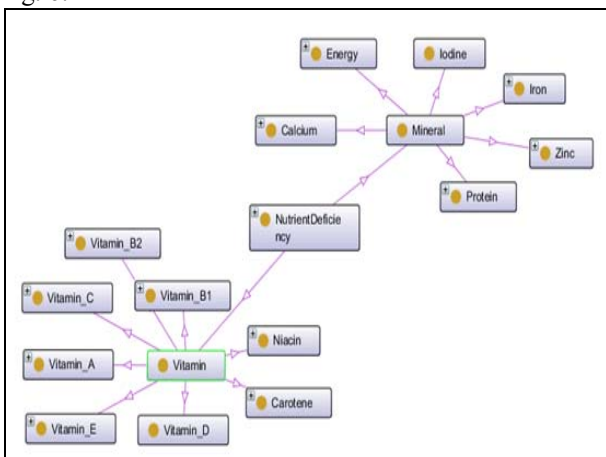 Energy
Iodine
Iron
Calcium
Mineral
Zinc
Protein
NutrientDeficie
ncy
Vitamin_B2
Vitamin_C
Vitamin_B1
Niacin
Vitamin_A
Vitamin
Carotene
Vitamin_E
Vitamin_D